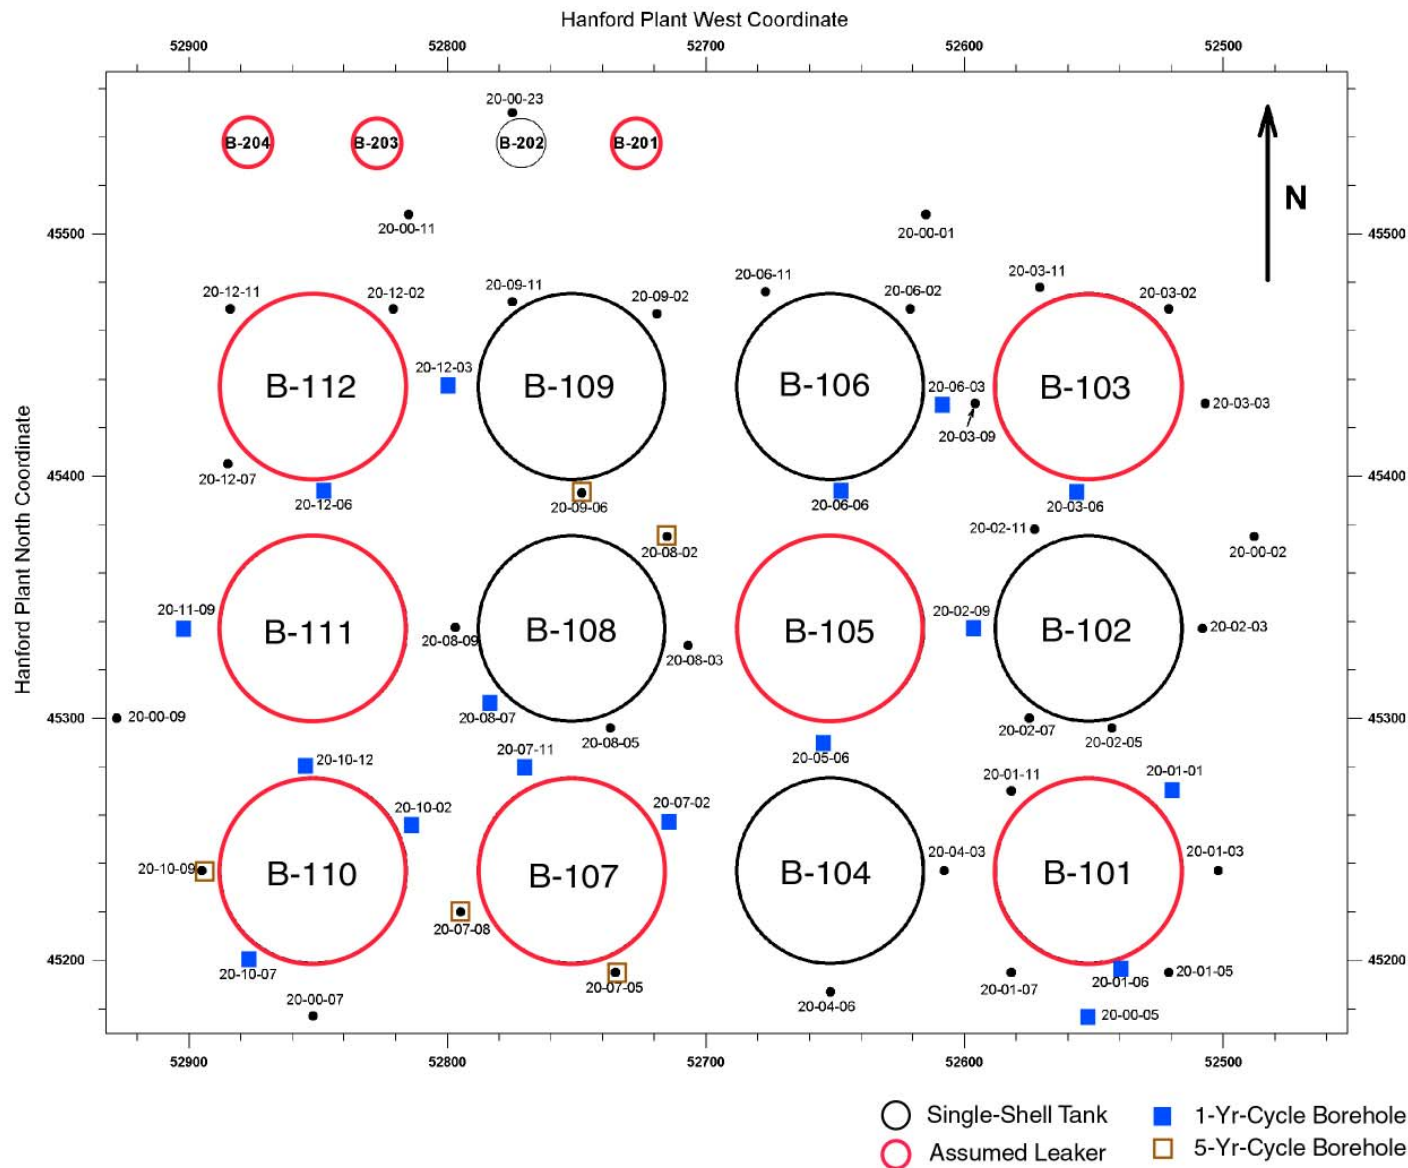 Hanford Plant West Coordinate
52900 52800 52700 52600 52500
20-00-23
B-204 B-203 B-202 B-201
N
20-00-11 20-00-01
45500 45500
20-12-11 20-12-02 20-09-11 20-09-02 20-06-11 20-06-02 20-03-11 20-03-02
20-12-03 20-06-03
B-112 B-109 B-106 B-103
20-03-03
20-03-09
Hanford Plant North Coordinate
45400 45400
20-12-07 20-12-06 20-09-06 20-06-06 20-03-06
20-02-11
20-08-02 20-00-02
20-11-09 20-02-09
B-111 B-108 B-105 B-102
20-08-09 20-02-03
20-08-03
45300 20-00-09 20-08-07 45300
20-08-05 20-02-07 20-02-05
20-10-12 20-07-11 20-05-06 20-01-11 20-01-01
20-10-02 20-07-02
20-10-09 20-04-03 20-01-03
B-110 B-107 B-104 B-101
20-07-08
45200 45200
20-10-07 20-07-05 20-01-07 20-01-06 20-01-05
20-00-07 20-04-06 20-00-05
52900 52800 52700 52600 52500
Single-Shell Tank 1-Yr-Cycle Borehole
Assumed Leaker 5-Yr-Cycle Borehole